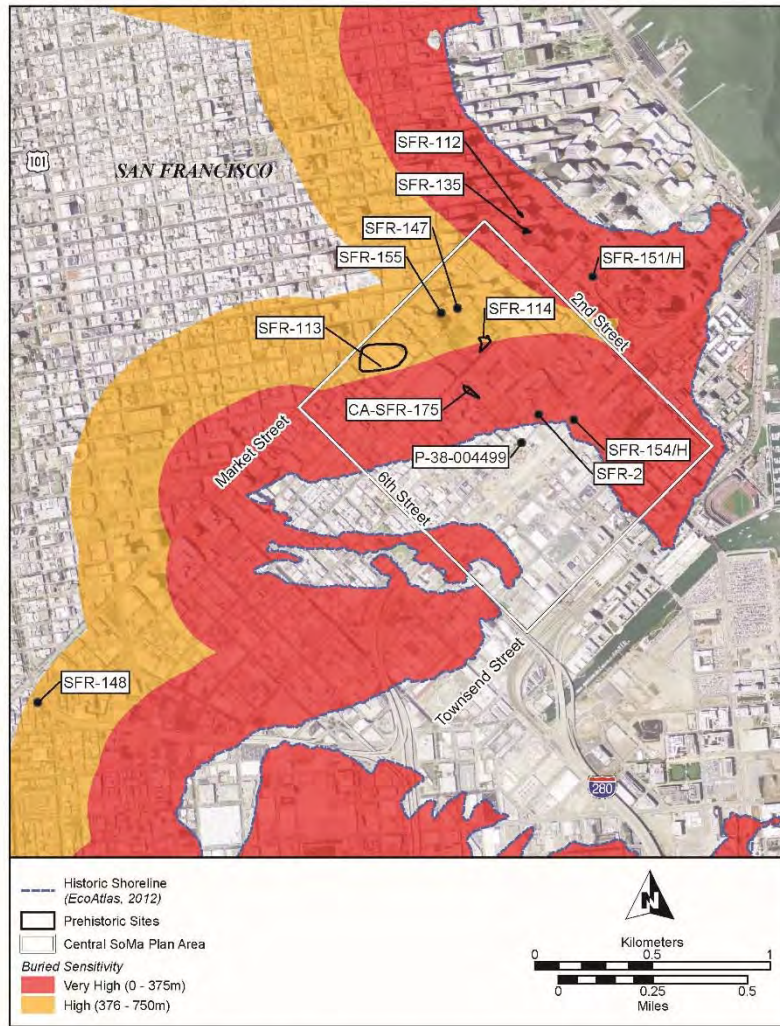 101
SAN FRANCISCO
SFR-112
SFR-135
SFR-147
SFR-155
SFR-151/H
SFR-114
2nd Street
SFR-113
CA-SFR-175
Market Street
P-38-004499
SFR-154/H
SFR-2
6th Street
SFR-148
Townsend Street
280
Historic Shoreline
(EcoAtlas, 2012)
Prehistoric Sites
Central SoMa Plan Area
Buried Sensitivity
Very High (0 - 375m)
High (376 - 750m)
N
Kilometers
0 0.5 1
0 0.25 0.5
Miles